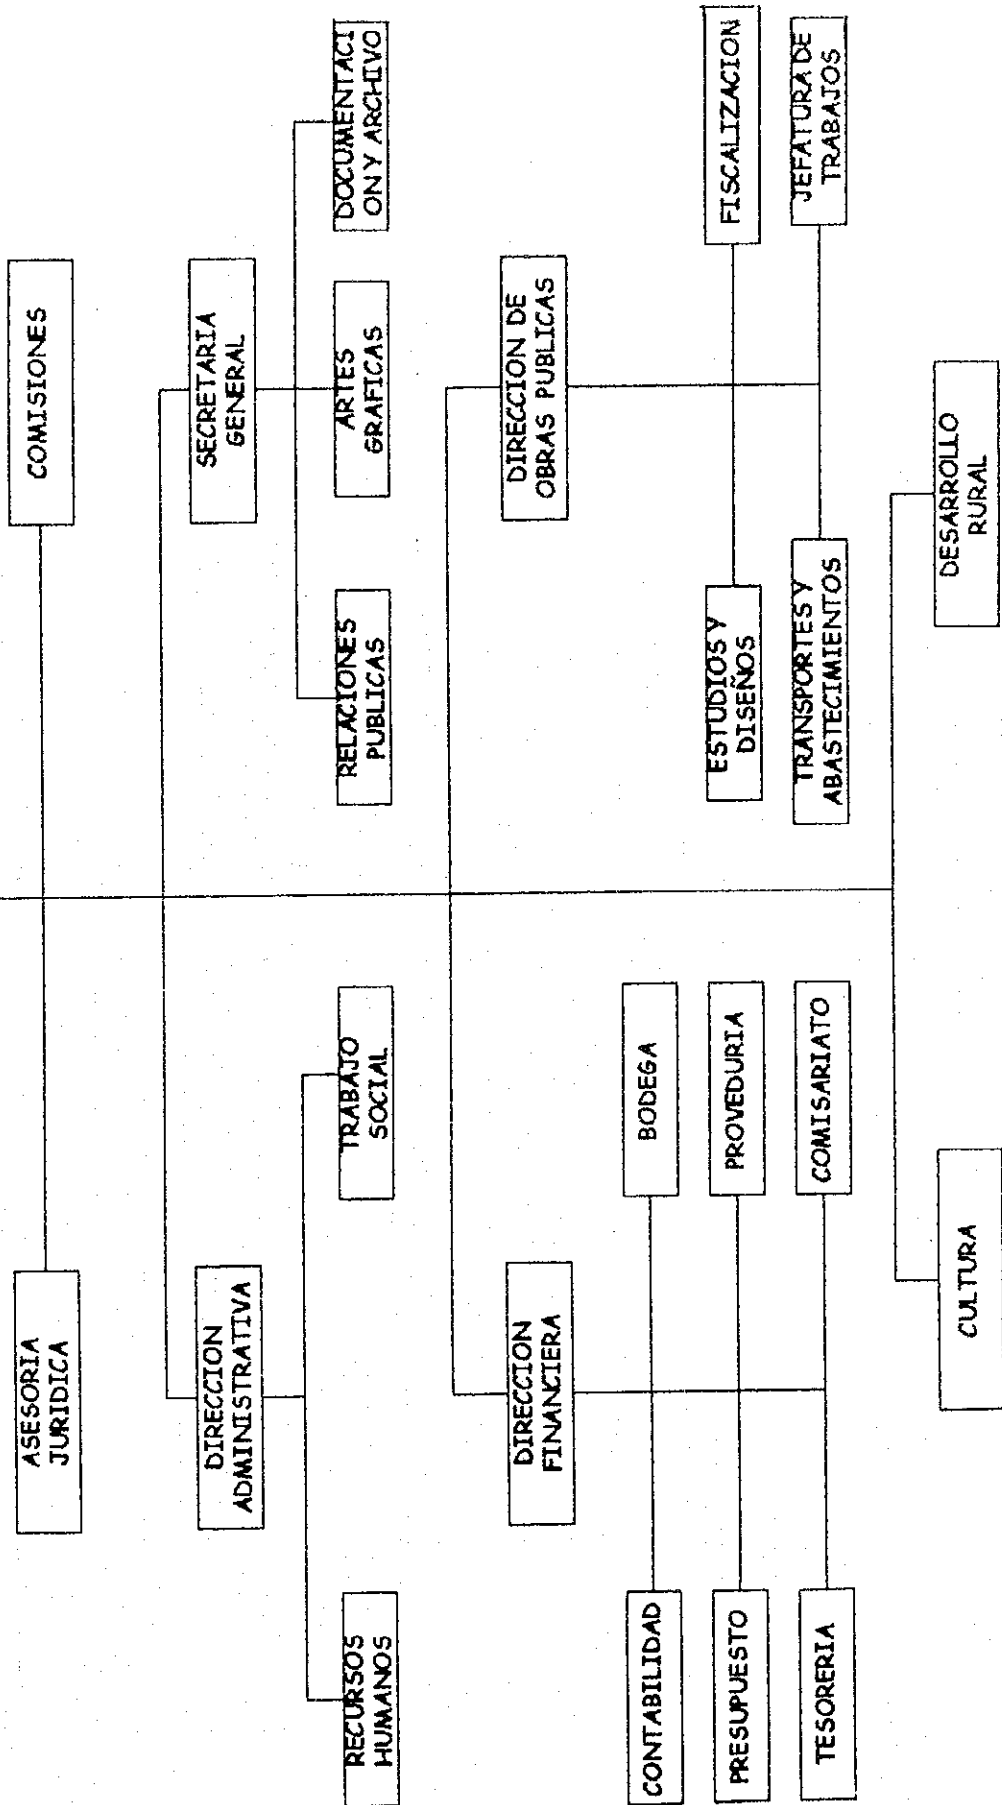 ASESORIA
JURIDICA
COMISIONES
DIRECCION
ADMINISTRATIVA
SECRETARIA
GENERAL
RECURSOS
HUMANOS
TRABAJO
SOCIAL
RELACIONES
PUBLICAS
ARTES
GRAFICAS
DOCUMENTACI
ON Y ARCHIVO
DIRECCION
FINANCIERA
DIRECCION DE
OBRAS PUBLICAS
CONTABILIDAD
BODEGA
PRESUPUESTO
PROVEDURIA
TESORERIA
COMISARIATO
ESTUDIOS Y
DISEÑOS
FISCALIZACION
TRANSPORTES Y
ABASTECIMIENTOS
JEFATURA DE
TRABAJOS
CULTURA
DESARROLLO
RURAL